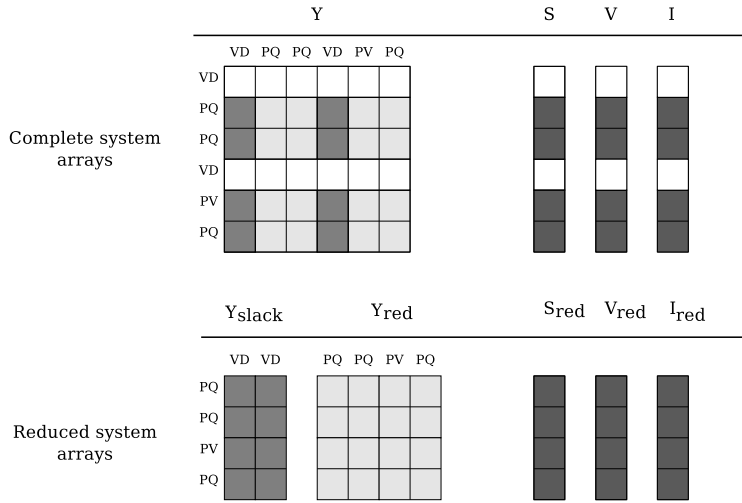 Y S V I
VD PQ PQ VD PV PQ
VD
PQ
PQ
VD
PV
PQ
Complete system
arrays
Yslack Yred Sred Vred Ired
VD VD PQ PQ PV PQ
PQ
PQ
PV
PQ
Reduced system
arrays